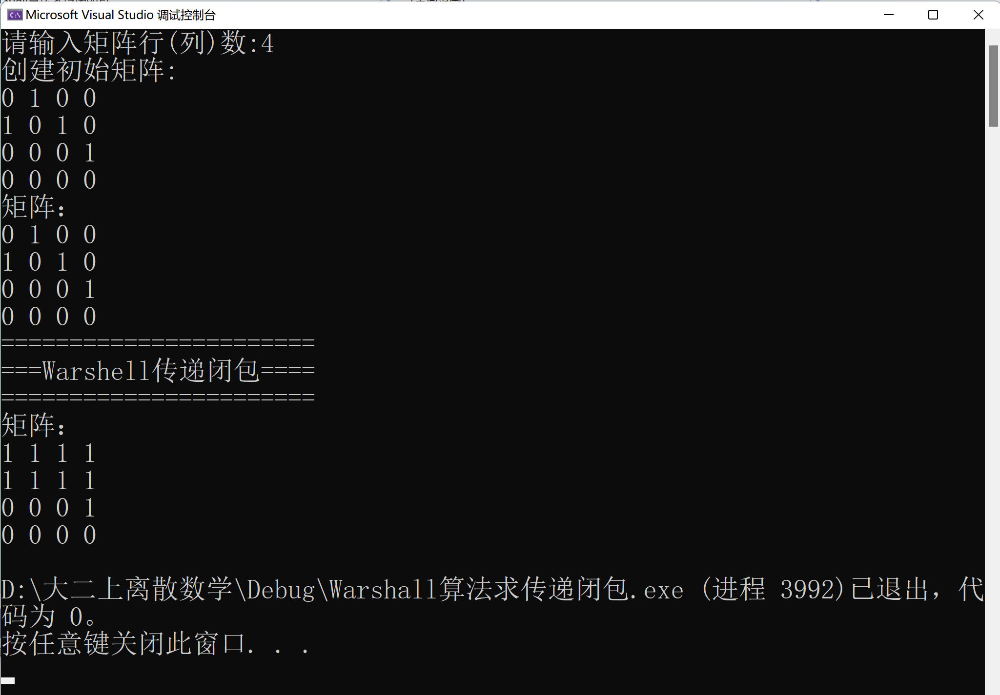 Microsoft Visual Studio 调试控制台
请输入矩阵行(列)数:4
创建初始矩阵:
0 1 0 0
1 0 1 0
0 0 0 1
0 0 0 0
矩阵：
0 1 0 0
1 0 1 0
0 0 0 1
0 0 0 0
=======================
===Warshell传递闭包====
=======================
矩阵：
1 1 1 1
1 1 1 1
0 0 0 1
0 0 0 0
D:\大二上离散数学\Debug\Warshall算法求传递闭包.exe (进程 3992)已退出，代
码为 0。
按任意键关闭此窗口. . .